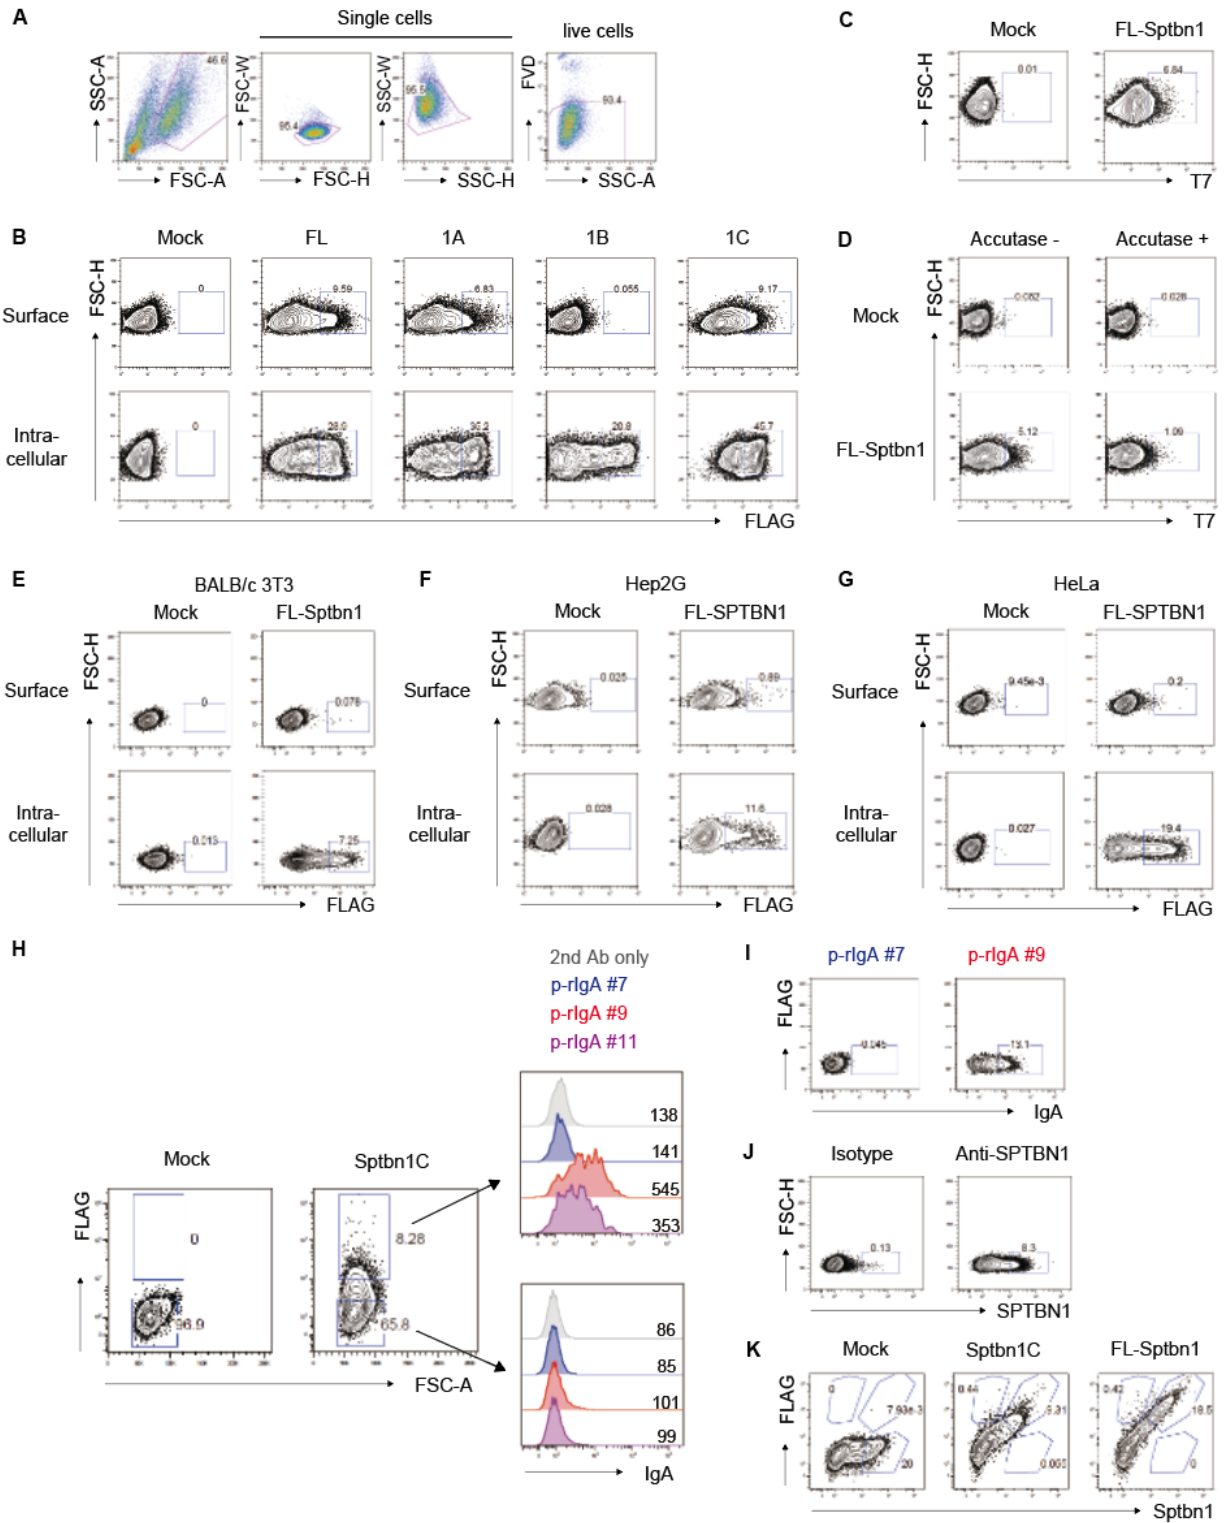 A
Single cells
live cells
SSC-A
46.6
FSC-A
FSC-W
95.4
FSC-H
SSC-W
95.5
SSC-H
FVD
93.4
SSC-A
B
Mock
FL
1A
1B
1C
Surface
FSC-H
0
9.59
6.83
0.055
9.17
Intra-
cellular
0
20.8
45.7
FLAG
C
Mock
FL-Sptbn1
FSC-H
0.01
6.84
T7
D
Accutase -
Accutase +
FSC-H
Mock
0.062
0.028
FL-Sptbn1
5.12
1.09
T7
E
BALB/c 3T3
Mock
FL-Sptbn1
FSC-H
Surface
0
0.076
Intra-
cellular
0.013
7.25
FLAG
F
Hep2G
Mock
FL-SPTBN1
FSC-H
Surface
0.025
0.89
Intra-
cellular
0.028
11.6
FLAG
G
HeLa
Mock
FL-SPTBN1
FSC-H
Surface
9.45e-3
0.2
Intra-
cellular
0.027
19.4
FLAG
H
2nd Ab only
p-rIgA #7
p-rIgA #9
p-rIgA #11
Mock
Sptbn1C
FLAG
0
96.9
8.28
65.8
FSC-A
138
141
545
353
86
85
101
99
IgA
I
p-rIgA #7
p-rIgA #9
FLAG
0.045
13.1
IgA
J
Isotype
Anti-SPTBN1
FSC-H
0.13
8.3
SPTBN1
K
Mock
Sptbn1C
FL-Sptbn1
FLAG
0
7.93e-3
20
0.44
9.31
0.065
0.42
18.5
0
Sptbn1